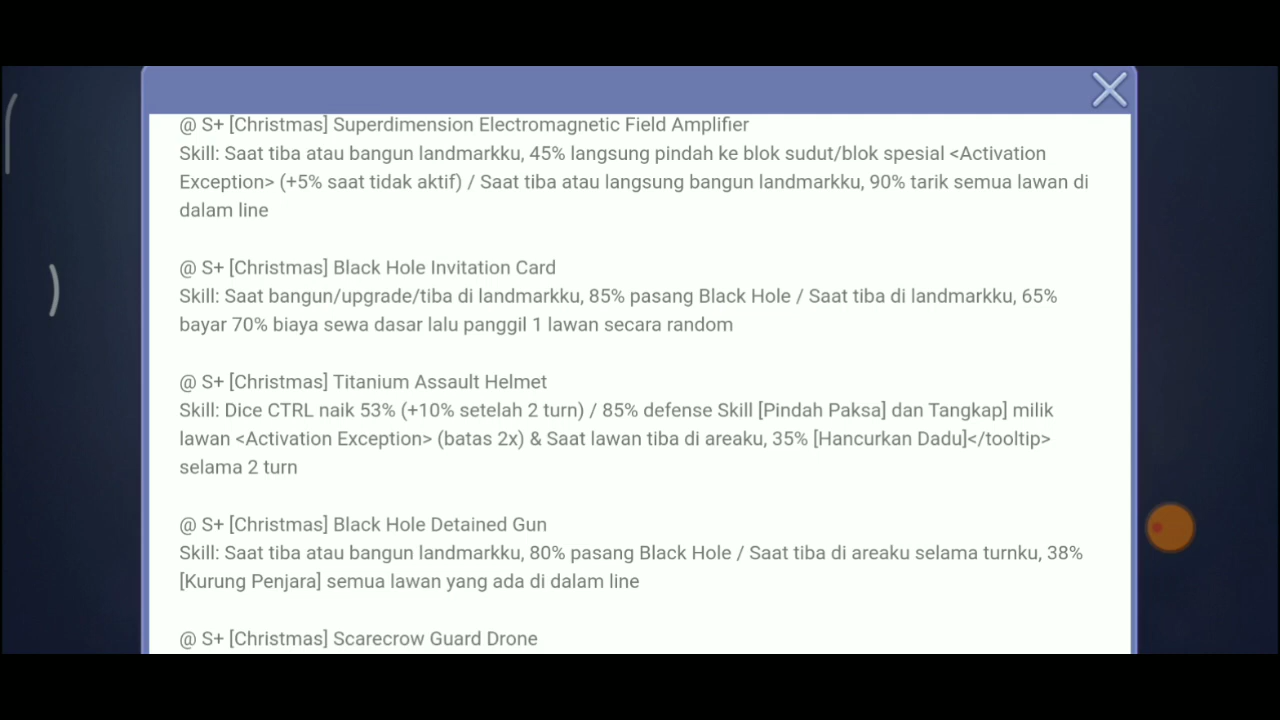 @ S+ [Christmas] Superdimension Electromagnetic Field Amplifier
Skill: Saat tiba atau bangun landmarkku, 45% langsung pindah ke blok sudut/blok spesial <Activation
Exception> (+5% saat tidak aktif) / Saat tiba atau langsung bangun landmarkku, 90% tarik semua lawan di
dalam line
@ S+ [Christmas] Black Hole Invitation Card
Skill: Saat bangun/upgrade/tiba di landmarkku, 85% pasang Black Hole / Saat tiba di landmarkku, 65%
bayar 70% biaya sewa dasar lalu panggil 1 lawan secara random
@ S+ [Christmas] Titanium Assault Helmet
Skill: Dice CTRL naik 53% (+10% setelah 2 turn) / 85% defense Skill [Pindah Paksa] dan Tangkap] milik
lawan <Activation Exception> (batas 2x) & Saat lawan tiba di areaku, 35% [Hancurkan Dadu]</tooltip>
selama 2 turn
@ S+ [Christmas] Black Hole Detained Gun
Skill: Saat tiba atau bangun landmarkku, 80% pasang Black Hole / Saat tiba di areaku selama turnku, 38%
[Kurung Penjara] semua lawan yang ada di dalam line
@ S+ [Christmas] Scarecrow Guard Drone